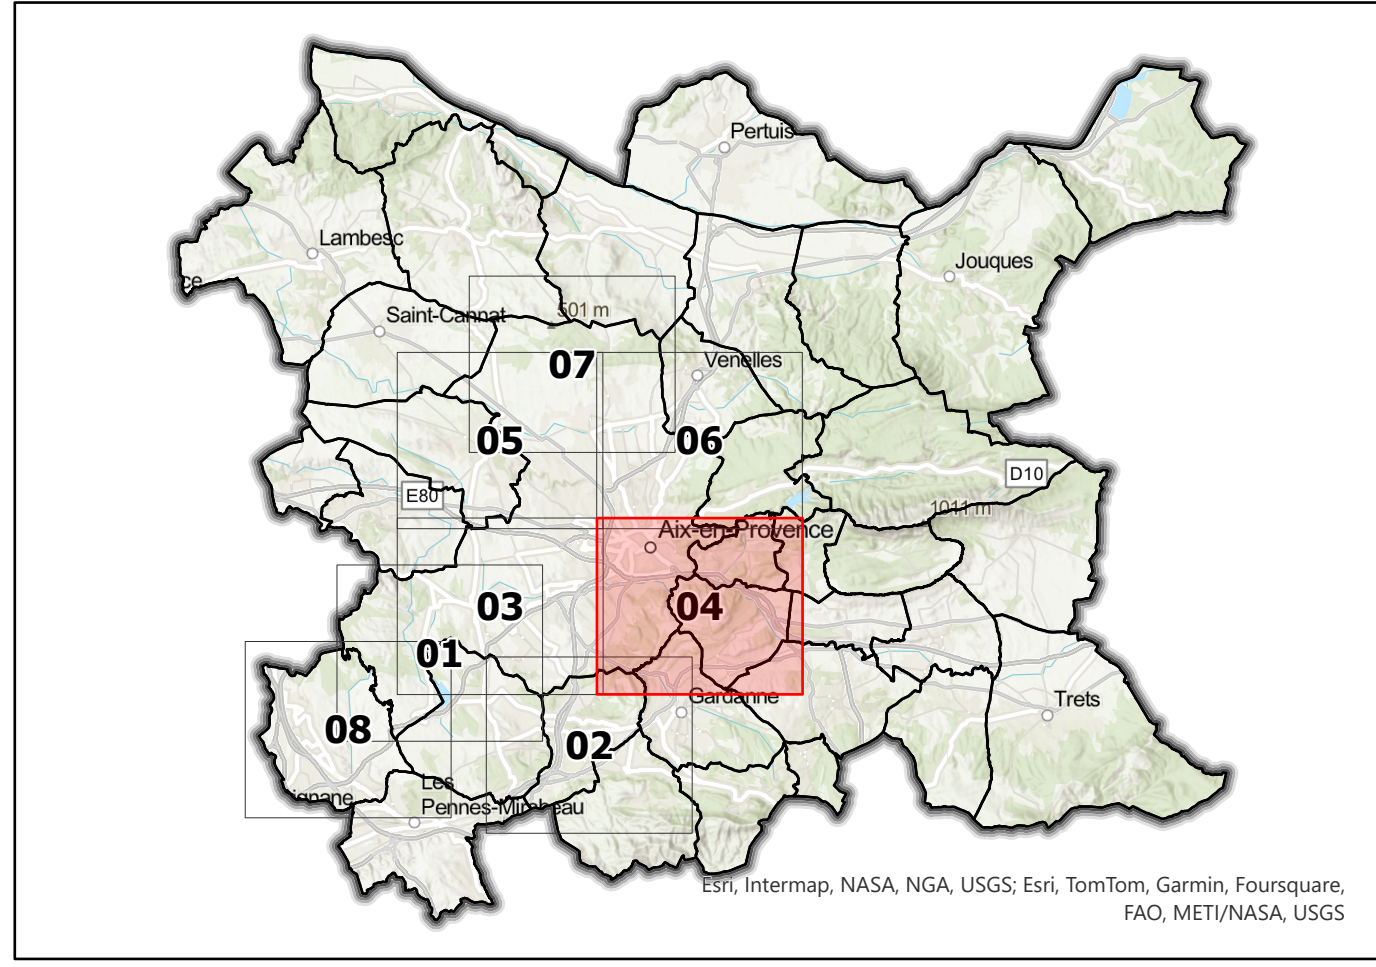 Pertuis
Lambesc
Jouques
ce
Saint-Cannat
501 m
07
Venelles
05
06
D10
E80
1011 m
Aix-en-Provence
03
04
01
Gardanne
Trets
08
02
Les
Pennes-Mirabeau
ignane
Esri, Intermap, NASA, NGA, USGS; Esri, TomTom, Garmin, Foursquare,
FAO, METI/NASA, USGS